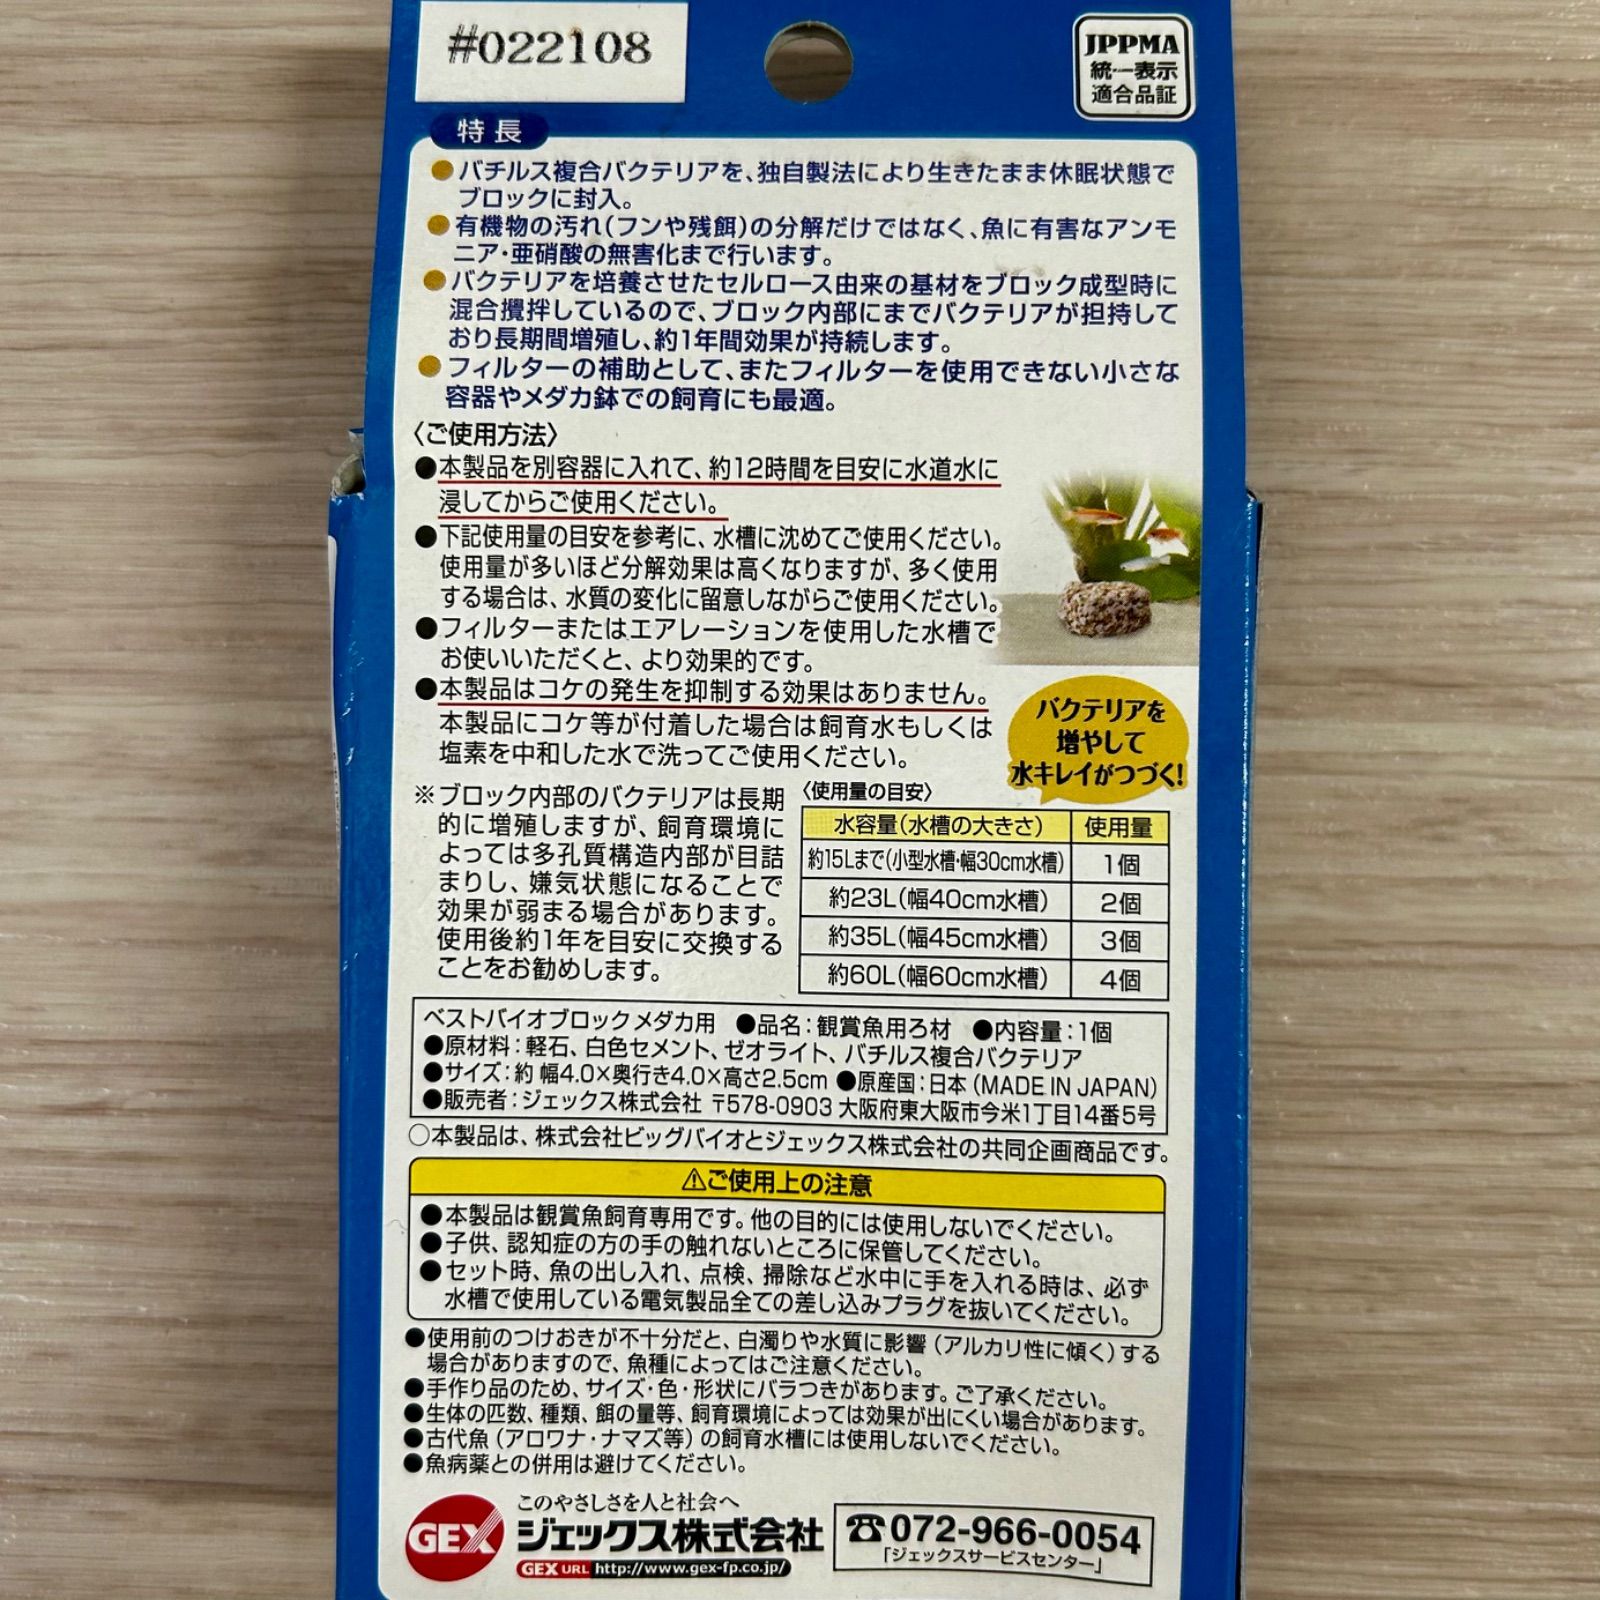 #022108
JPPMA
統一表示
適合品証
特長
●バチルス複合バクテリアを、独自製法により生きたまま休眠状態で
ブロックに封入。
●有機物の汚れ(フンや残餌)の分解だけではなく、魚に有害なアンモ
ニア・亜硝酸の無害化まで行います。
●バクテリアを培養させたセルロース由来の基材をブロック成型時に
混合攪拌しているので、ブロック内部にまでバクテリアが担持して
おり長期間増殖し、約1年間効果が持続します。
●フィルターの補助として、またフィルターを使用できない小さな
容器やメダカ鉢での飼育にも最適。
〈ご使用方法〉
●本製品を別容器に入れて、約12時間を目安に水道水に
浸してからご使用ください。
●下記使用量の目安を参考に、水槽に沈めてご使用ください。
使用量が多いほど分解効果は高くなりますが、多く使用
する場合は、水質の変化に留意しながらご使用ください。
●フィルターまたはエアレーションを使用した水槽で
お使いいただくと、より効果的です。
●本製品はコケの発生を抑制する効果はありません。
本製品にコケ等が付着した場合は飼育水もしくは
塩素を中和した水で洗ってご使用ください。
バクテリアを
増やして
水キレイがつづく!
※ブロック内部のバクテリアは長期
的に増殖しますが、飼育環境に
よっては多孔質構造内部が目詰
まりし、嫌気状態になることで
効果が弱まる場合があります。
使用後約1年を目安に交換する
ことをお勧めします。
〈使用量の目安〉
水容量(水槽の大きさ) 使用量
約15Lまで(小型水槽・幅30cm水槽) 1個
約23L(幅40cm水槽) 2個
約35L(幅45cm水槽) 3個
約60L(幅60cm水槽) 4個
ベストバイオブロックメダカ用 ●品名:観賞魚用ろ材 ●内容量:1個
●原材料:軽石、白色セメント、ゼオライト、バチルス複合バクテリア
●サイズ:約 幅4.0×奥行き4.0×高さ2.5cm ●原産国:日本(MADE IN JAPAN)
●販売者:ジェックス株式会社 〒578-0903 大阪府東大阪市今米1丁目14番5号
○本製品は、株式会社ビッグバイオとジェックス株式会社の共同企画商品です。
⚠ご使用上の注意
●本製品は観賞魚飼育専用です。他の目的には使用しないでください。
●子供、認知症の方の手の触れないところに保管してください。
●セット時、魚の出し入れ、点検、掃除など水中に手を入れる時は、必ず
水槽で使用している電気製品全ての差し込みプラグを抜いてください。
●使用前のつけおきが不十分だと、白濁りや水質に影響(アルカリ性に傾く)する
場合がありますので、魚種によってはご注意ください。
●手作り品のため、サイズ・色・形状にバラつきがあります。ご了承ください。
●生体の匹数、種類、餌の量等、飼育環境によっては効果が出にくい場合があります。
●古代魚(アロワナ・ナマズ等)の飼育水槽には使用しないでください。
●魚病薬との併用は避けてください。
GEX
このやさしさを人と社会へ
ジェックス株式会社
GEX URL http://www.gex-fp.co.jp/
☎072-966-0054
「ジェックスサービスセンター」